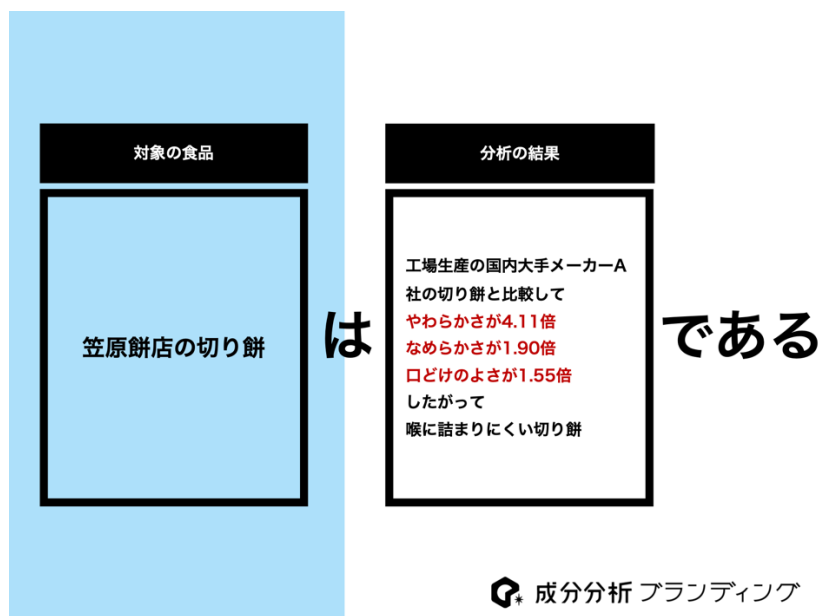 対象の食品
笠原餅店の切り餅
は
分析の結果
工場生産の国内大手メーカーA
社の切り餅と比較して
やわらかさが4.11倍
なめらかさが1.90倍
口どけのよさが1.55倍
したがって
喉に詰まりにくい切り餅
である
成分分析 ブランディング